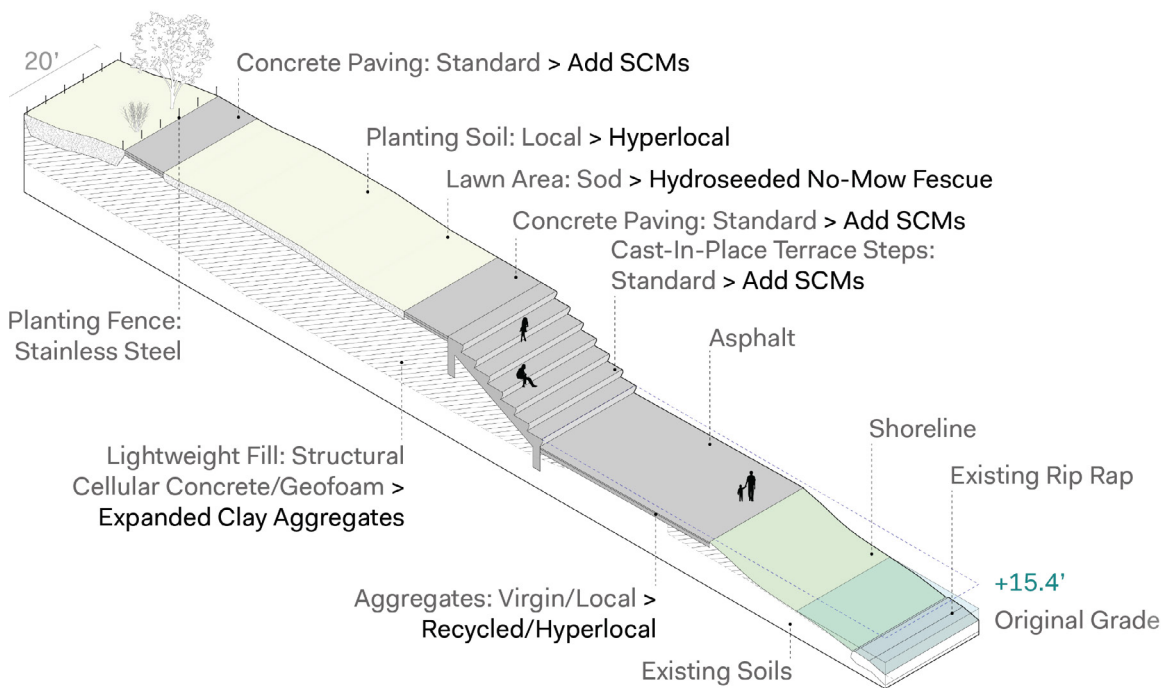 20’
Concrete Paving: Standard > Add SCMs
Planting Soil: Local > Hyperlocal
Lawn Area: Sod > Hydroseeded No-Mow Fescue
Concrete Paving: Standard > Add SCMs
Cast-In-Place Terrace Steps:
Standard > Add SCMs
Planting Fence:
Stainless Steel
Asphalt
Shoreline
Existing Rip Rap
Lightweight Fill: Structural
Cellular Concrete/Geofoam >
Expanded Clay Aggregates
+15.4’
Original Grade
Aggregates: Virgin/Local >
Recycled/Hyperlocal
Existing Soils